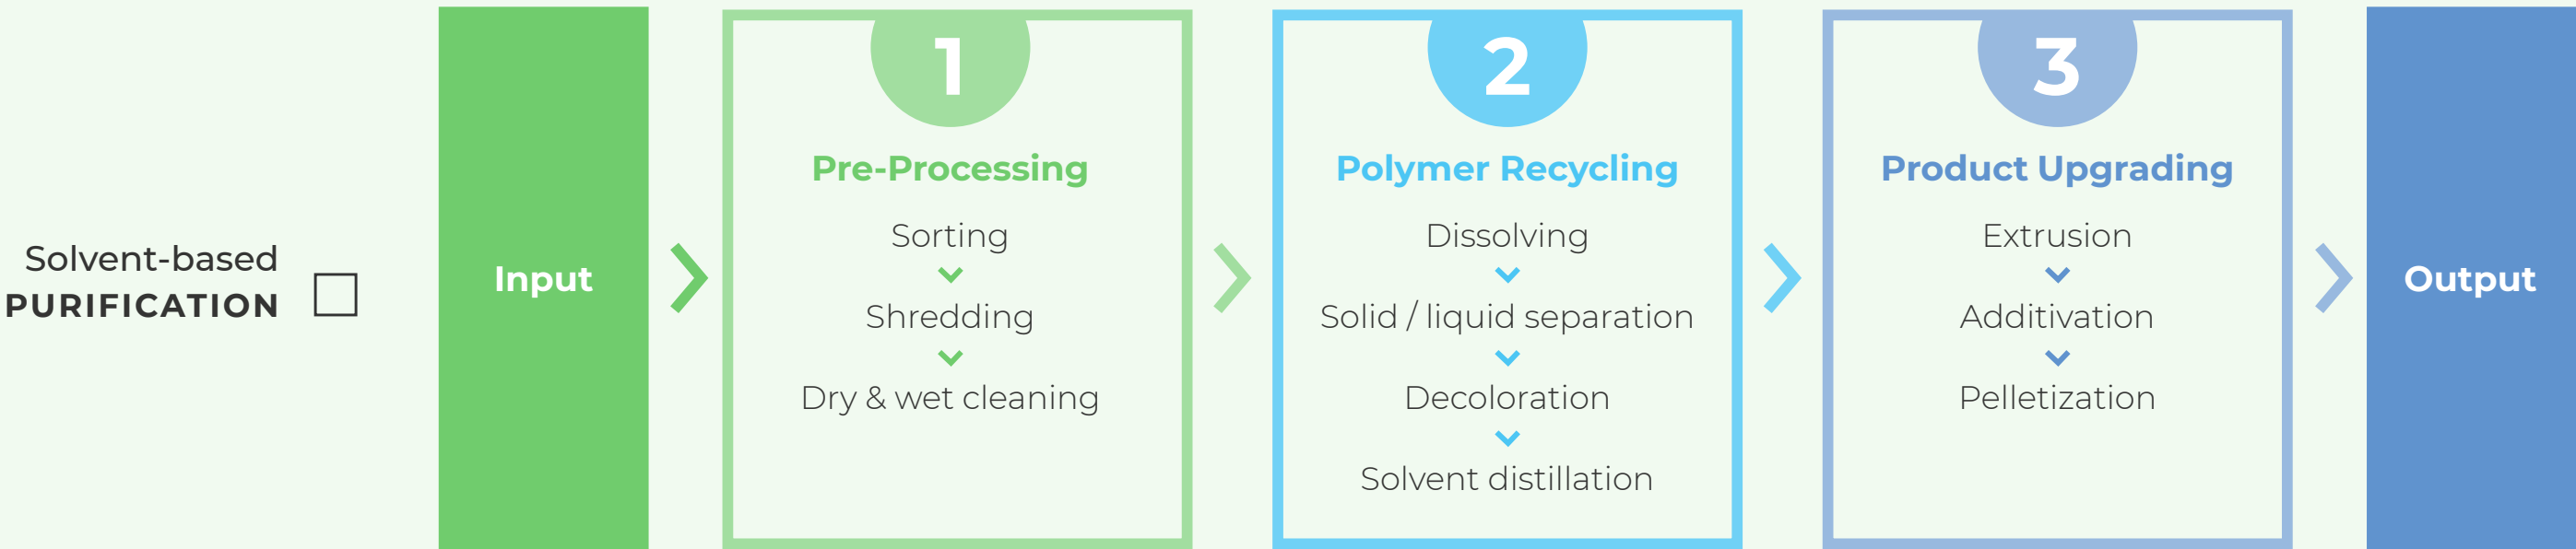 Solvent-based
PURIFICATION
Input
1
Pre-Processing
Sorting
Shredding
Dry & wet cleaning
2
Polymer Recycling
Dissolving
Solid / liquid separation
Decoloration
Solvent distillation
3
Product Upgrading
Extrusion
Additivation
Pelletization
Output